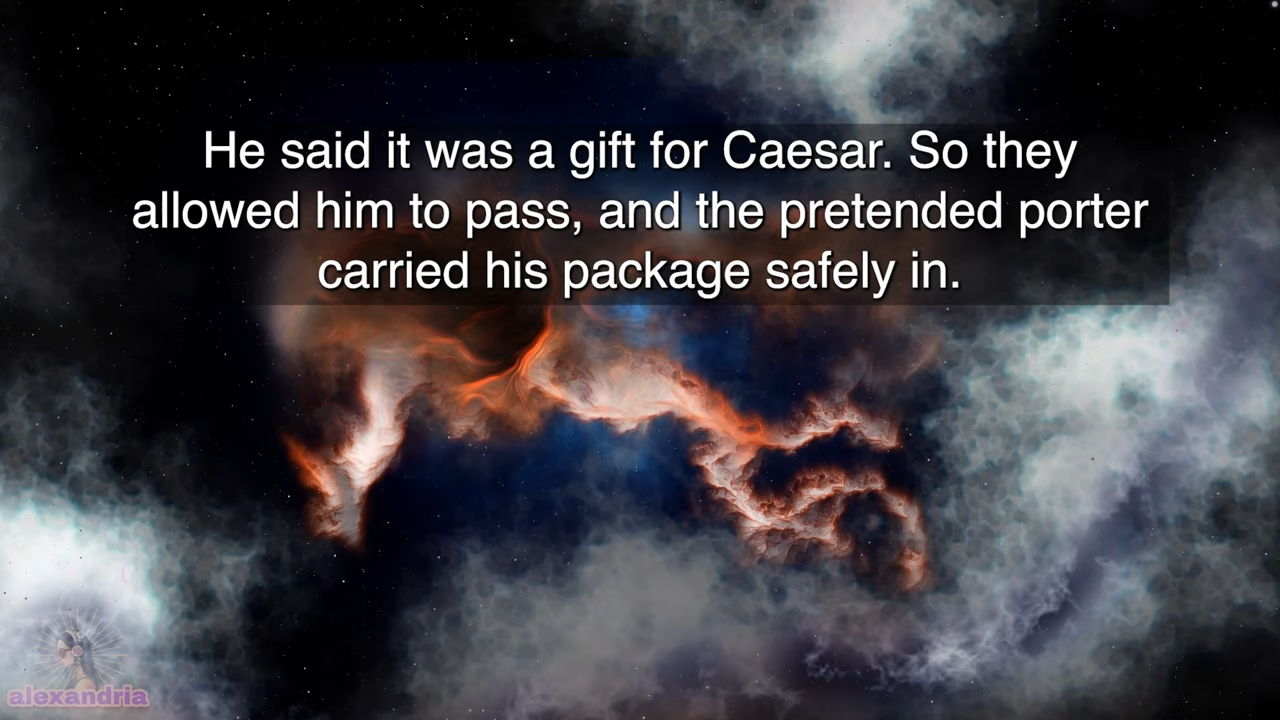 He said it was a gift for Caesar. So they
allowed him to pass, and the pretended porter
carried his package safely in.
alexandria